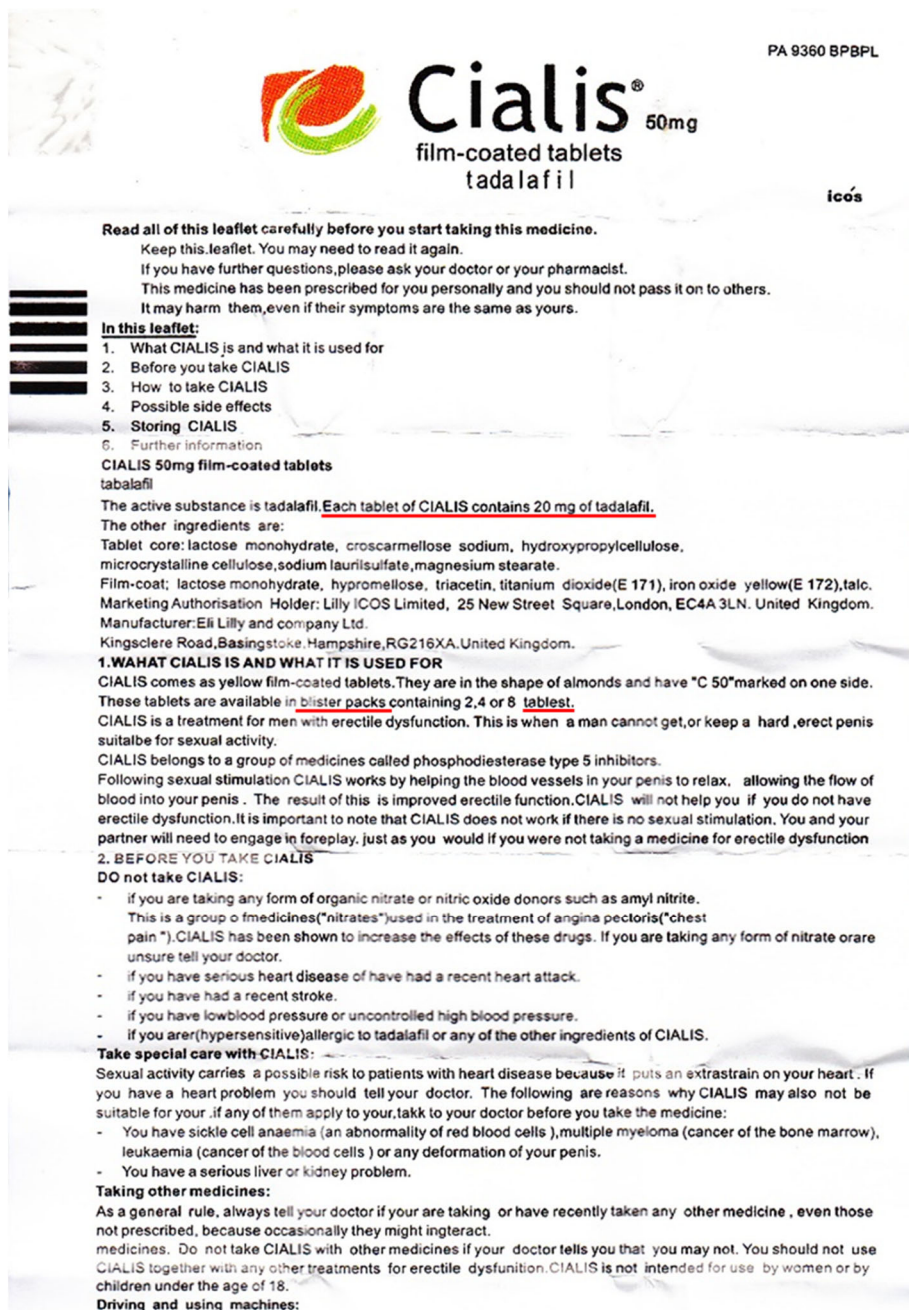 PA 9360 BPBPL
Cialis® 50mg
film-coated tablets
tadalafil
icos
Read all of this leaflet carefully before you start taking this medicine.
Keep this.leaflet. You may need to read it again.
If you have further questions,please ask your doctor or your pharmacist.
This medicine has been prescribed for you personally and you should not pass it on to others.
It may harm them,even if their symptoms are the same as yours.
In this leaflet:
1. What CIALIS is and what it is used for
2. Before you take CIALIS
3. How to take CIALIS
4. Possible side effects
5. Storing CIALIS
6. Further information
CIALIS 50mg film-coated tablets
tabalafil
The active substance is tadalafil.Each tablet of CIALIS contains 20 mg of tadalafil.
The other ingredients are:
Tablet core: lactose monohydrate, croscarmellose sodium, hydroxypropylcellulose,
microcrystalline cellulose,sodium laurilsulfate,magnesium stearate.
Film-coat; lactose monohydrate, hypromellose, triacetin, titanium dioxide(E 171), iron oxide yellow(E 172),talc.
Marketing Authorisation Holder: Lilly ICOS Limited, 25 New Street Square,London, EC4A 3LN. United Kingdom.
Manufacturer:Eli Lilly and company Ltd.
Kingsclere Road,Basingstoke.Hampshire,RG216XA.United Kingdom.
1.WAHAT CIALIS IS AND WHAT IT IS USED FOR
CIALIS comes as yellow film-coated tablets.They are in the shape of almonds and have "C 50"marked on one side.
These tablets are available in blister packs containing 2,4 or 8 tablest.
CIALIS is a treatment for men with erectile dysfunction. This is when a man cannot get,or keep a hard ,erect penis
suitalbe for sexual activity.
CIALIS belongs to a group of medicines called phosphodiesterase type 5 inhibitors.
Following sexual stimulation CIALIS works by helping the blood vessels in your penis to relax, allowing the flow of
blood into your penis . The result of this is improved erectile function.CIALIS will not help you if you do not have
erectile dysfunction.It is important to note that CIALIS does not work if there is no sexual stimulation. You and your
partner will need to engage in foreplay. just as you would if you were not taking a medicine for erectile dysfunction
2. BEFORE YOU TAKE CIALIS
DO not take CIALIS:
- if you are taking any form of organic nitrate or nitric oxide donors such as amyl nitrite.
This is a group o fmedicines("nitrates")used in the treatment of angina pectoris("chest
pain ").CIALIS has been shown to increase the effects of these drugs. If you are taking any form of nitrate orare
unsure tell your doctor.
- if you have serious heart disease of have had a recent heart attack.
- if you have had a recent stroke.
- if you have lowblood pressure or uncontrolled high blood pressure.
- if you arer(hypersensitive)allergic to tadalafil or any of the other ingredients of CIALIS.
Take special care with CIALIS:
Sexual activity carries a possible risk to patients with heart disease because it puts an extrastrain on your heart . If
you have a heart problem you should tell your doctor. The following are reasons why CIALIS may also not be
suitable for your .if any of them apply to your,takk to your doctor before you take the medicine:
- You have sickle cell anaemia (an abnormality of red blood cells ),multiple myeloma (cancer of the bone marrow),
leukaemia (cancer of the blood cells ) or any deformation of your penis.
- You have a serious liver or kidney problem.
Taking other medicines:
As a general rule, always tell your doctor if your are taking or have recently taken any other medicine , even those
not prescribed, because occasionally they might ingteract.
medicines. Do not take CIALIS with other medicines if your doctor tells you that you may not. You should not use
CIALIS together with any other treatments for erectile dysfunition.CIALIS is not intended for use by women or by
children under the age of 18.
Driving and using machines: